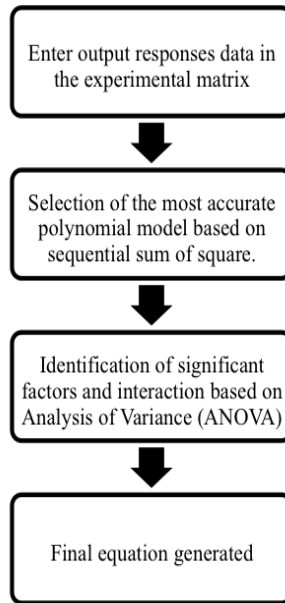 Enter output responses data in
the experimental matrix
Selection of the most accurate
polynomial model based on
sequential sum of square.
Identification of significant
factors and interaction based on
Analysis of Variance (ANOVA)
Final equation generated